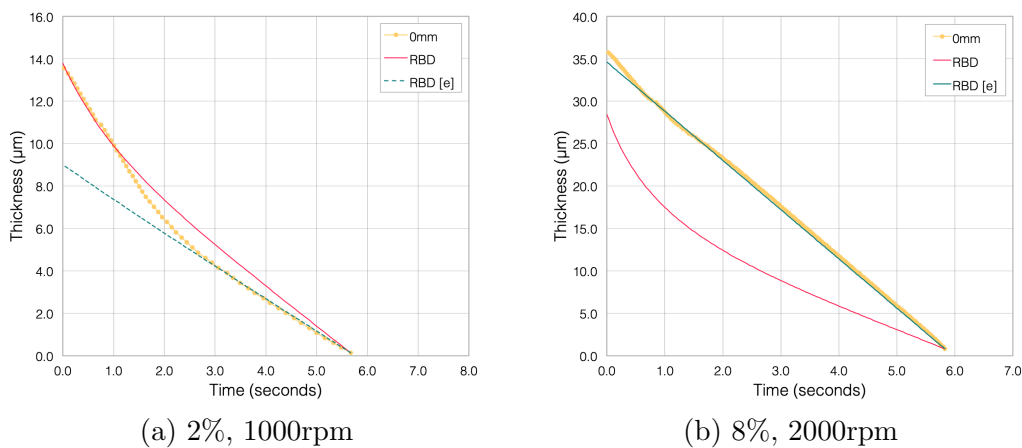 16.0
14.0
12.0
10.0
8.0
6.0
4.0
2.0
0.0
Thickness (µm)
0.0 1.0 2.0 3.0 4.0 5.0 6.0 7.0 8.0
Time (seconds)
0mm
RBD
RBD [e]
(a) 2%, 1000rpm
40.0
35.0
30.0
25.0
20.0
15.0
10.0
5.0
0.0
Thickness (µm)
0.0 1.0 2.0 3.0 4.0 5.0 6.0 7.0
Time (seconds)
0mm
RBD
RBD [e]
(b) 8%, 2000rpm